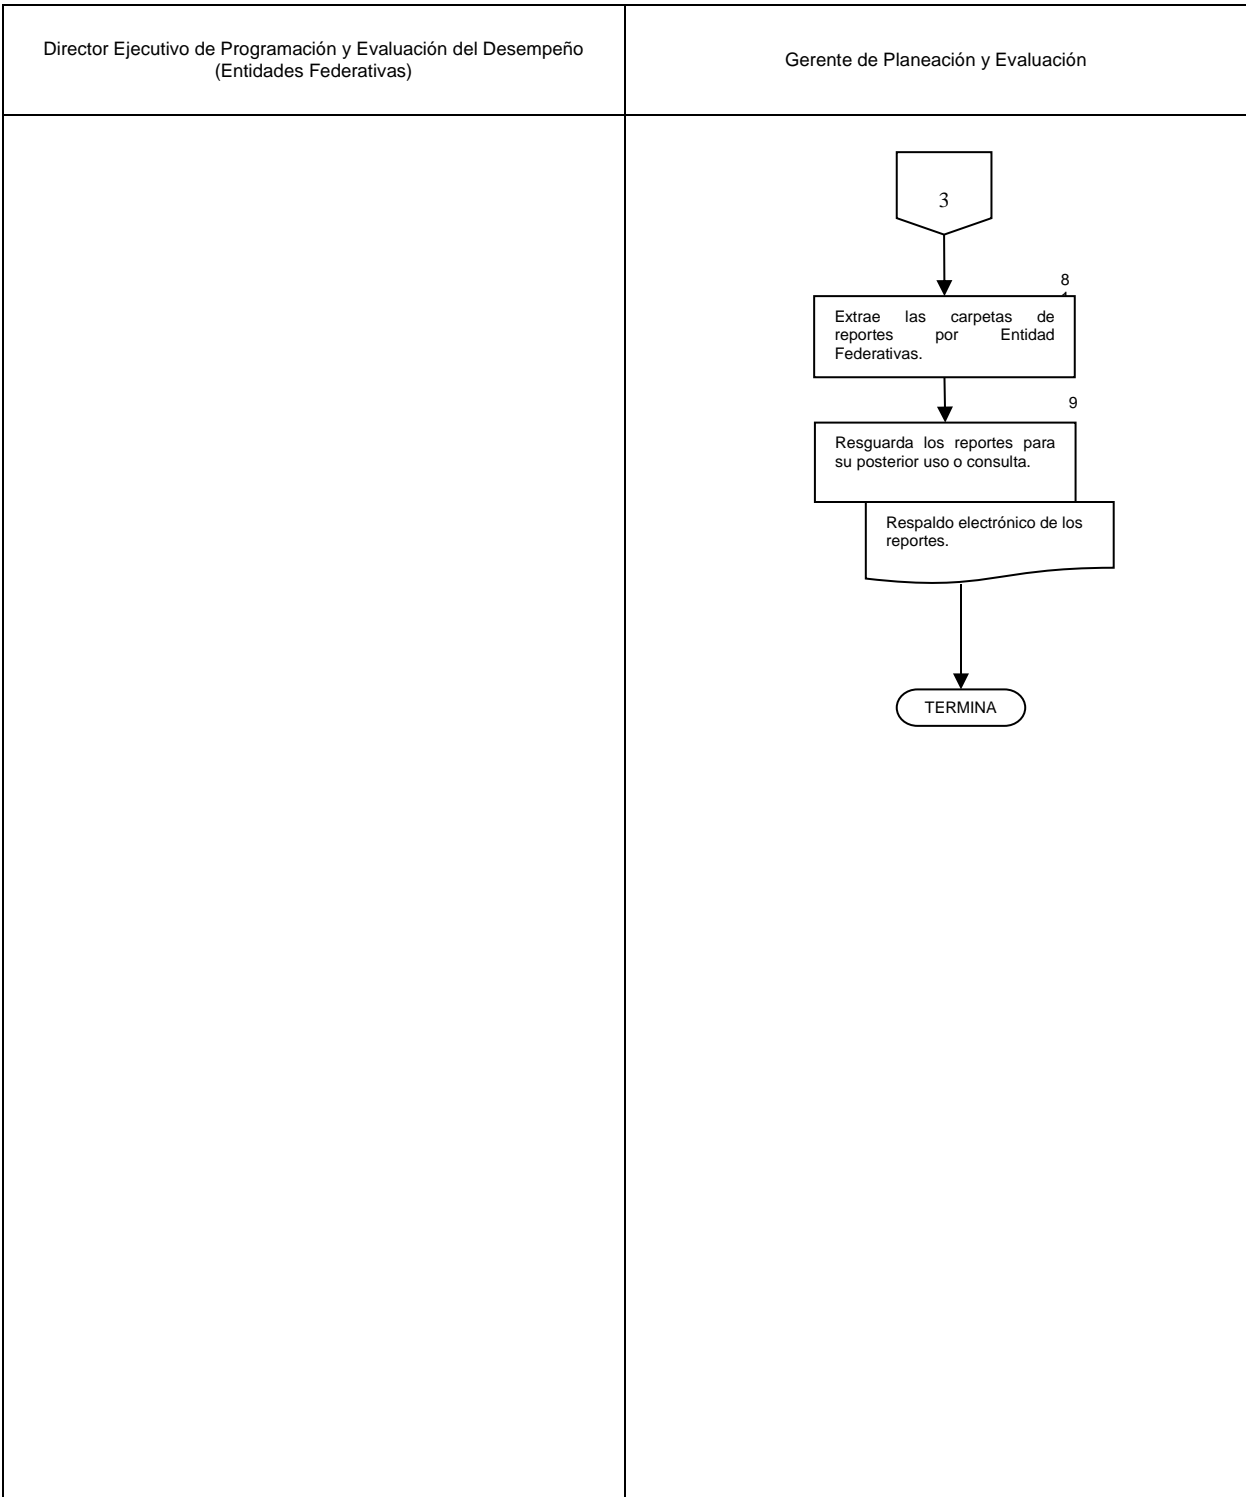 Director Ejecutivo de Programación y Evaluación del Desempeño
(Entidades Federativas)
Gerente de Planeación y Evaluación
3
8
Extrae las carpetas de
reportes por Entidad
Federativas.
9
Resguarda los reportes para
su posterior uso o consulta.
Respaldo electrónico de los
reportes.
TERMINA